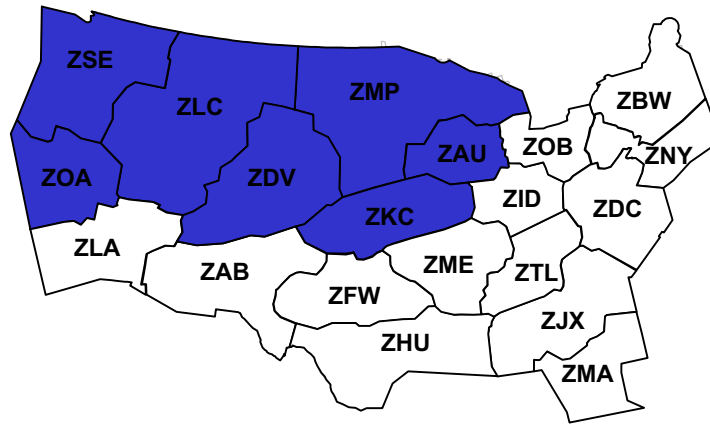 ZSE
ZLC
ZMP
ZBW
ZOB
ZAU
ZNY
ZOA
ZDV
ZID
ZDC
ZKC
ZLA
ZAB
ZME
ZFW
ZTL
ZJX
ZHU
ZMA